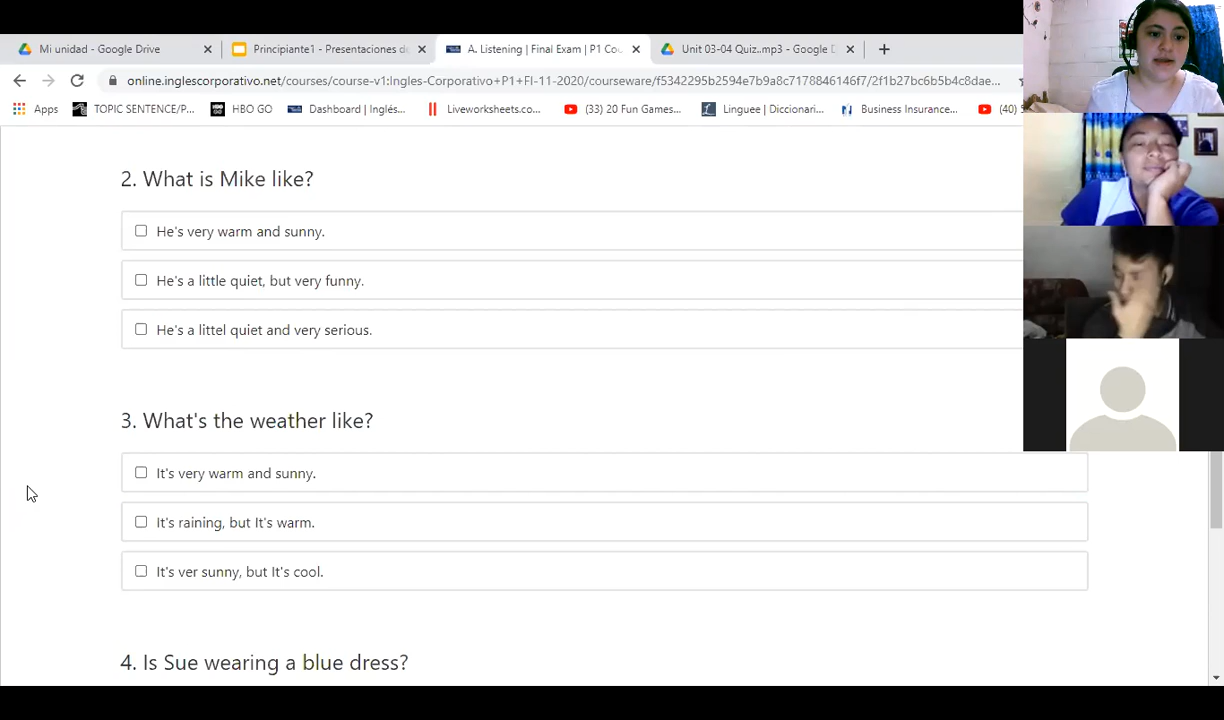 Mi unidad - Google Drive
Principiante1 - Presentaciones de
A. Listening | Final Exam | P1 Cou
Unit 03-04 Quiz..mp3 - Google D
online.inglescorporativo.net/courses/course-v1:Ingles-Corporativo+P1+FI-11-2020/courseware/f5342295b2594e7b9a8c7178846146f7/2f1b27bc6b5b4c8dae...
Apps
TOPIC SENTENCE/P...
HBO GO
Dashboard | Inglés...
Liveworksheets.co...
(33) 20 Fun Games...
Linguee | Diccionari...
Business Insurance...
(40)
2. What is Mike like?
He's very warm and sunny.
He's a little quiet, but very funny.
He's a littel quiet and very serious.
3. What's the weather like?
It's very warm and sunny.
It's raining, but It's warm.
It's ver sunny, but It's cool.
4. Is Sue wearing a blue dress?